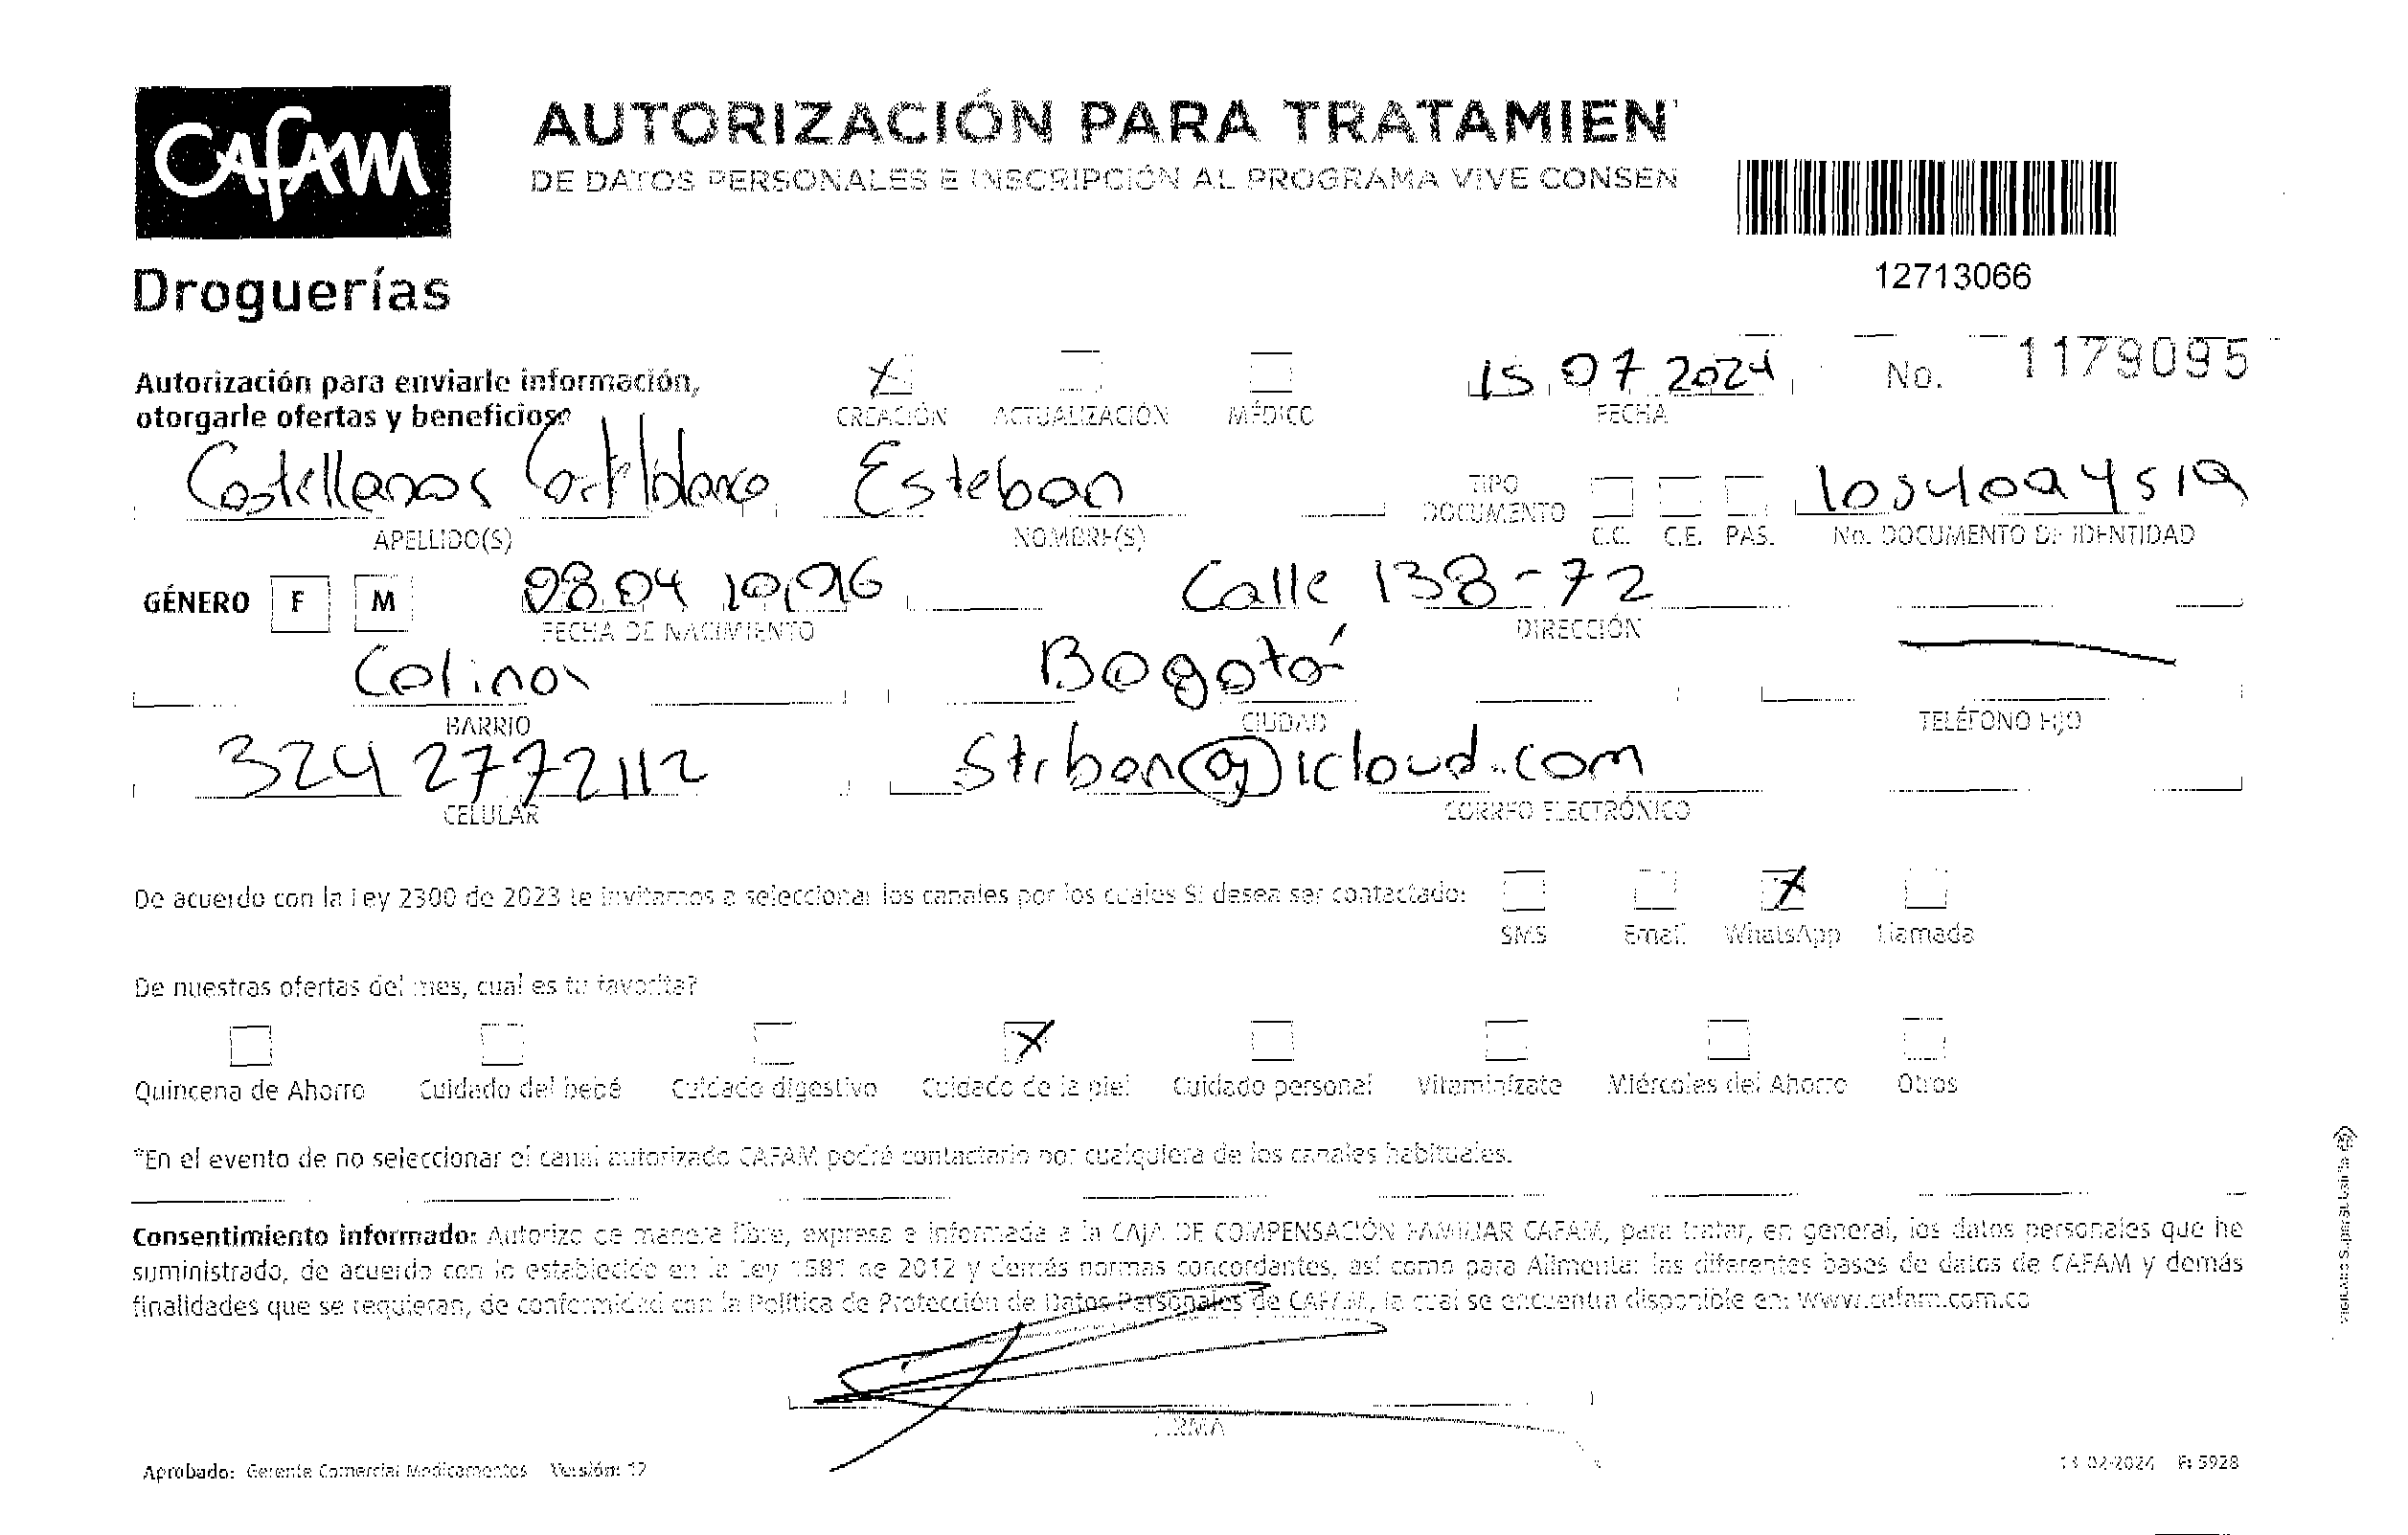 CAFAM
AUTORIZACIÓN PARA TRATAMIEN
DE DATOS PERSONALES E INSCRIPCIÓN AL PROGRAMA VIVE CONSEN
Droguerías
12713066
Autorización para enviarle información,
otorgarle ofertas y beneficios:
X CREACIÓN ACTUALIZACIÓN MÉDICO
15 07 2024
FECHA
No. 1179095
Castellanos Esteban
APELLIDO(S) NOMBRE(S)
TIPO DOCUMENTO C.C. C.E. PAS.
No. DOCUMENTO DE IDENTIDAD
GÉNERO F M
08 04 Calle 138-72
FECHA DE NACIMIENTO DIRECCIÓN
Colina Bogotá
BARRIO CIUDAD TELÉFONO FIJO
324 2772112 @icloud.com
CELULAR CORREO ELECTRÓNICO
De acuerdo con la Ley 2300 de 2023 te invitamos a seleccionar los canales por los cuales SI desea ser contactado:
SMS Email X WhatsApp Llamada
De nuestras ofertas del mes, cual es tu favorita?
X
Quincena de Ahorro Cuidado del bebé Cuidado digestivo Cuidado de la piel Cuidado personal Vitamínizate Miércoles del Ahorro Otros
*En el evento de no seleccionar el canal autorizado CAFAM podrá contactarlo por cualquiera de los canales habituales.
Consentimiento informado: Autorizo de manera libre, expresa e informada a la CAJA DE COMPENSACIÓN FAMILIAR CAFAM, para tratar, en general, los datos personales que he
suministrado, de acuerdo con lo establecido en la Ley 1581 de 2012 y demás normas concordantes, así como para Alimentar las diferentes bases de datos de CAFAM y demás
finalidades que se requieran, de conformidad con la Política de Protección de Datos Personales de CAFAM, la cual se encuentra disponible en: www.cafam.com.co
FIRMA
Aprobado: Gerente Comercial Medicamentos Versión: 12
13-02-2024 F: 5928